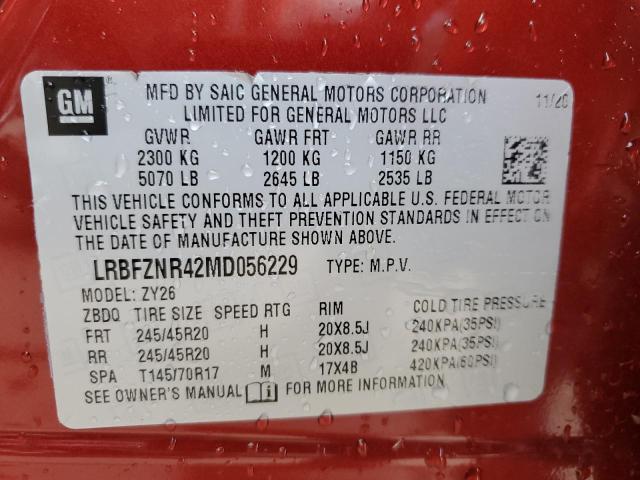 GM
MFD BY SAIC GENERAL MOTORS CORPORATION 11/20
LIMITED FOR GENERAL MOTORS LLC
GVWR GAWR FRT GAWR RR
2300 KG 1200 KG 1150 KG
5070 LB 2645 LB 2535 LB
THIS VEHICLE CONFORMS TO ALL APPLICABLE U.S. FEDERAL MOTOR
VEHICLE SAFETY AND THEFT PREVENTION STANDARDS IN EFFECT ON
THE DATE OF MANUFACTURE SHOWN ABOVE.
LRBFZNR42MD056229 TYPE: M.P.V.
MODEL: ZY26
ZBDQ TIRE SIZE SPEED RTG RIM COLD TIRE PRESSURE
FRT 245/45R20 H 20X8.5J 240KPA(35PSI)
RR 245/45R20 H 20X8.5J 240KPA(35PSI)
SPA T145/70R17 M 17X4B 420KPA(60PSI)
SEE OWNER'S MANUAL FOR MORE INFORMATION